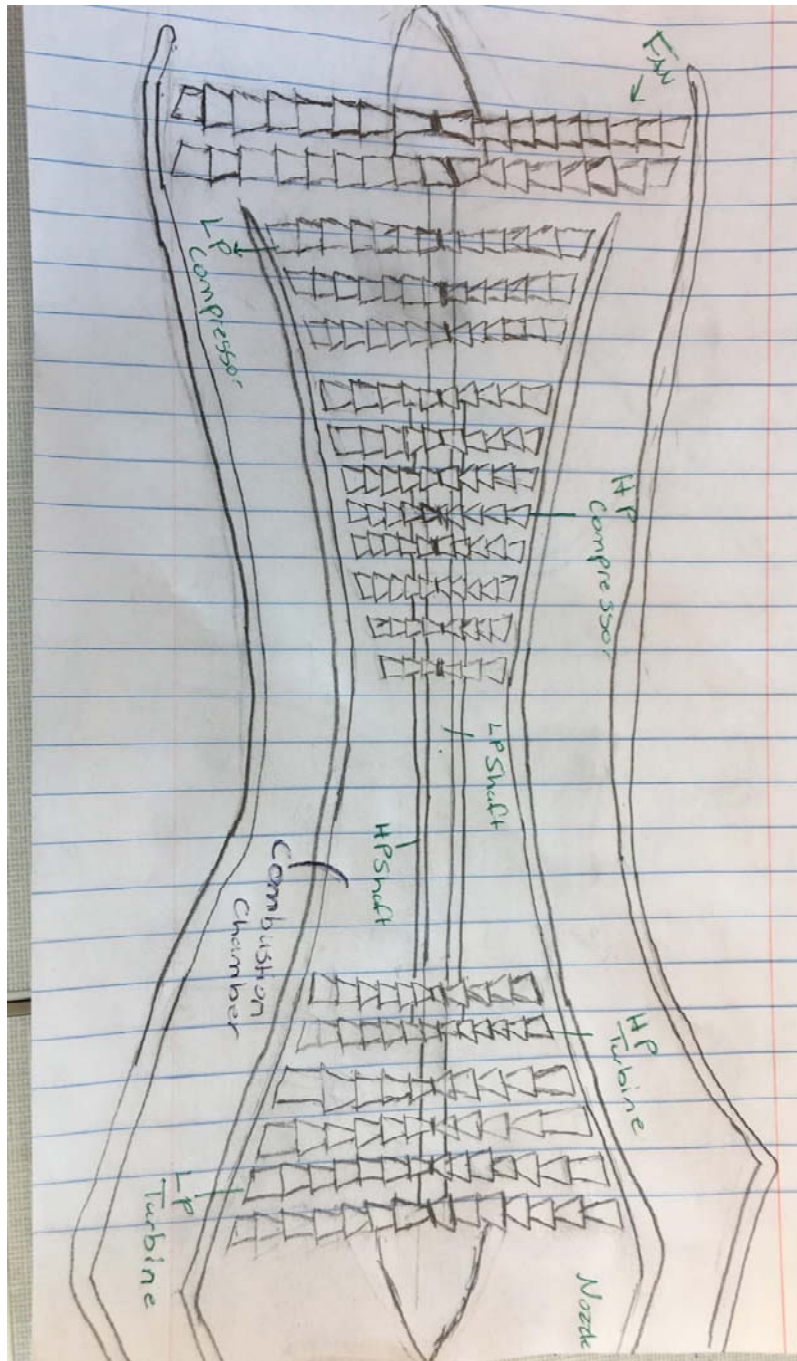 Fan
LP
Compressor
HP
Compressor
LP Shaft
HP Shaft
Combustion
Chamber
HP
Turbine
LP
Turbine
Nozzle